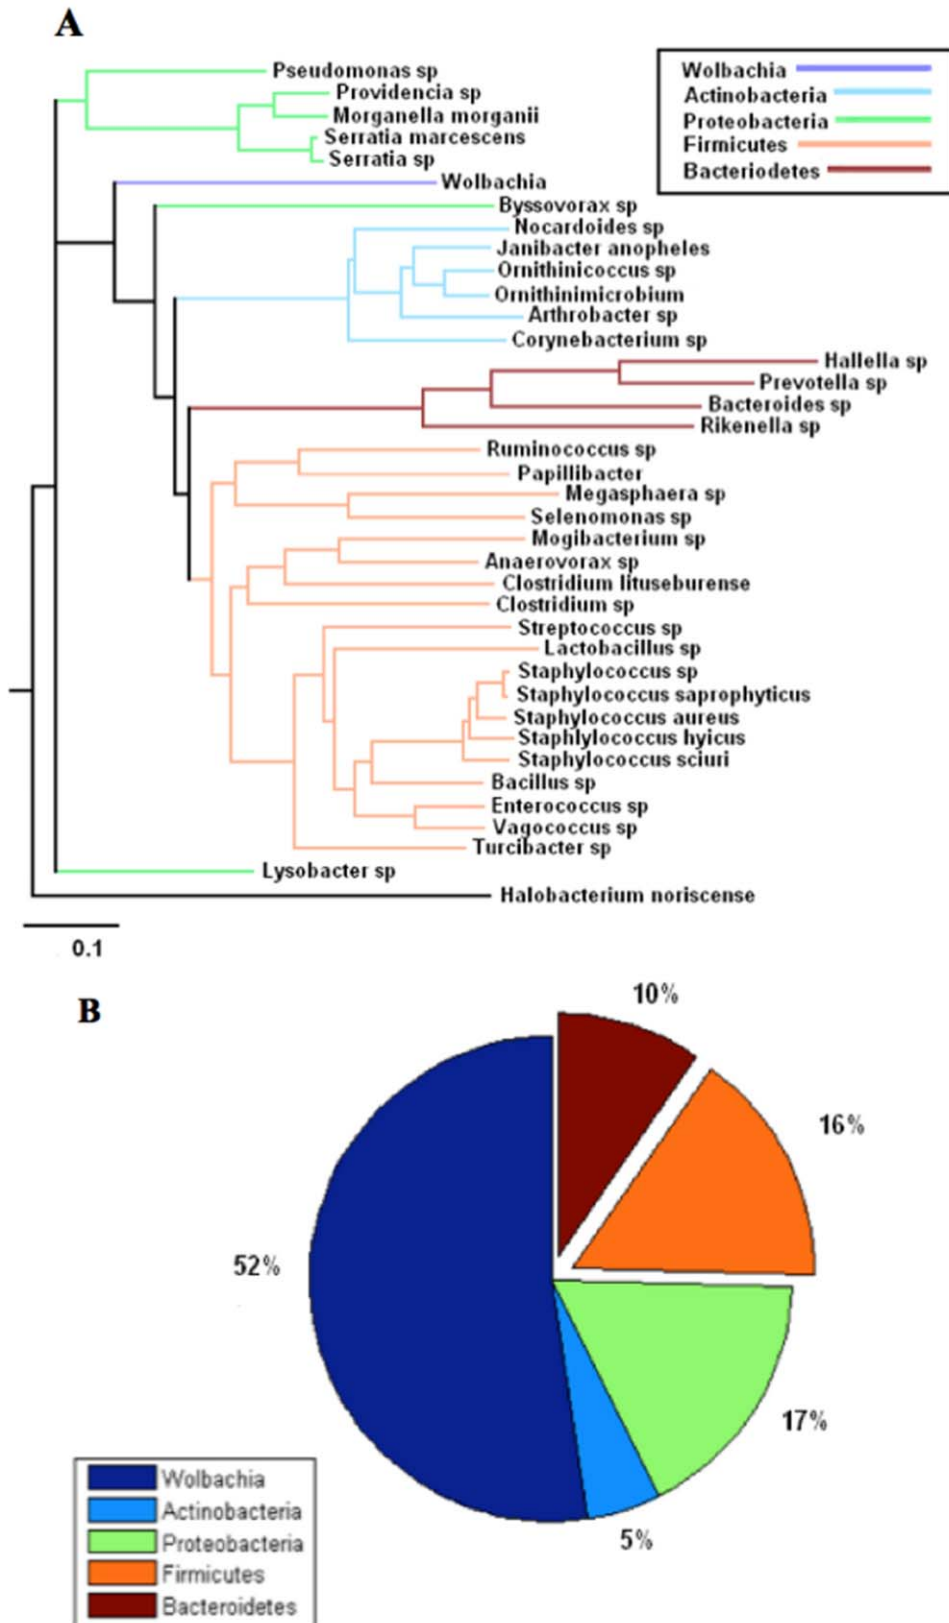 A
Pseudomonas sp
Providencia sp
Morganella morganii
Serratia marcescens
Serratia sp
Wolbachia
Byssovorax sp
Nocardoides sp
Janibacter anopheles
Ornithinicoccus sp
Ornithinimicrobium
Arthrobacter sp
Corynebacterium sp
Hallella sp
Prevotella sp
Bacteroides sp
Rikenella sp
Ruminococcus sp
Papillibacter
Megasphaera sp
Selenomonas sp
Mogibacterium sp
Anaerovorax sp
Clostridium lituseburense
Clostridium sp
Streptococcus sp
Lactobacillus sp
Staphylococcus sp
Staphylococcus saprophyticus
Staphylococcus aureus
Staphlylococcus hyicus
Staphylococcus sciuri
Bacillus sp
Enterococcus sp
Vagococcus sp
Turcibacter sp
Lysobacter sp
Halobacterium noriscense
0.1
Wolbachia
Actinobacteria
Proteobacteria
Firmicutes
Bacteriodetes
B
10%
16%
52%
17%
5%
Wolbachia
Actinobacteria
Proteobacteria
Firmicutes
Bacteroidetes